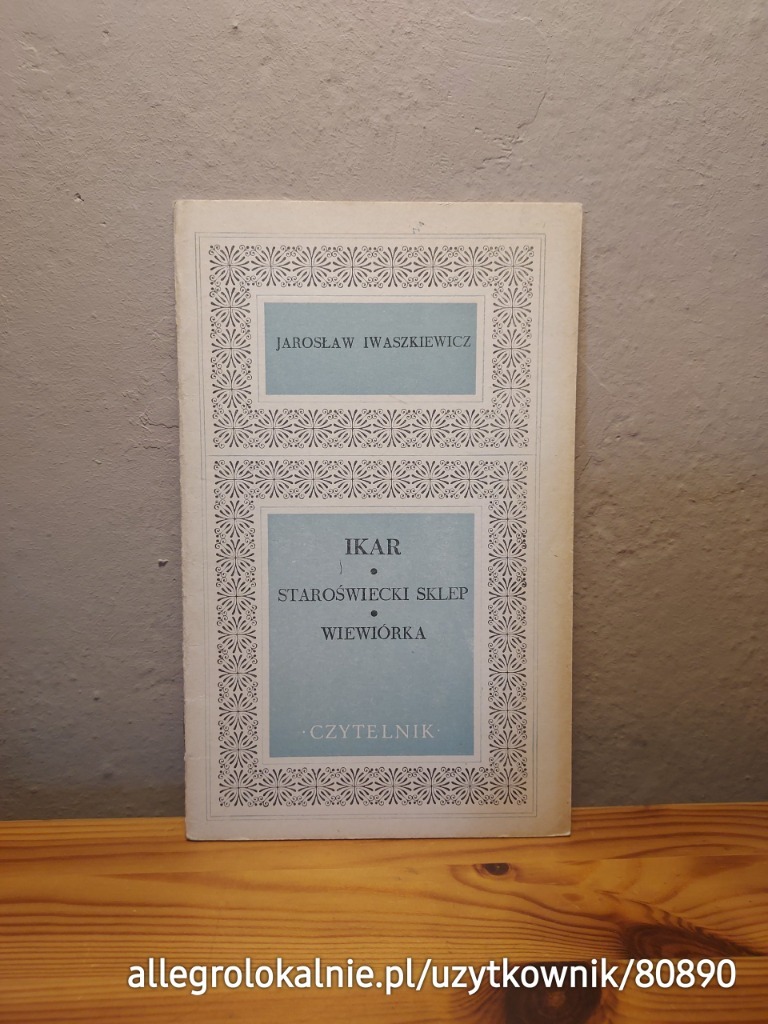 JAROSŁAW IWASZKIEWICZ
IKAR
•
STAROŚWIECKI SKLEP
•
WIEWIÓRKA
·CZYTELNIK·
allegrolokalnie.pl/uzytkownik/80890